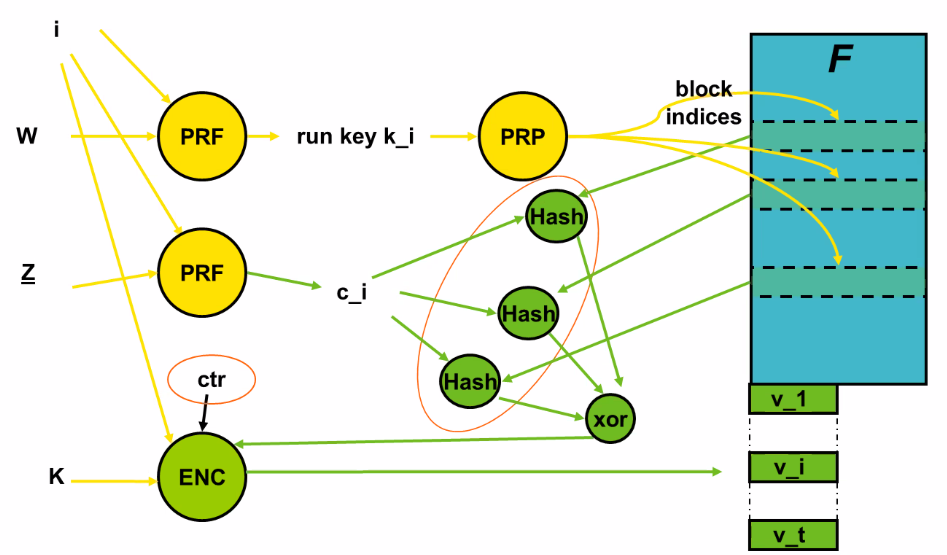 i
F
block
indices
W
PRF
run key k_i
PRP
Hash
Z
PRF
c_i
Hash
ctr
Hash
v_1
xor
K
ENC
v_i
v_t